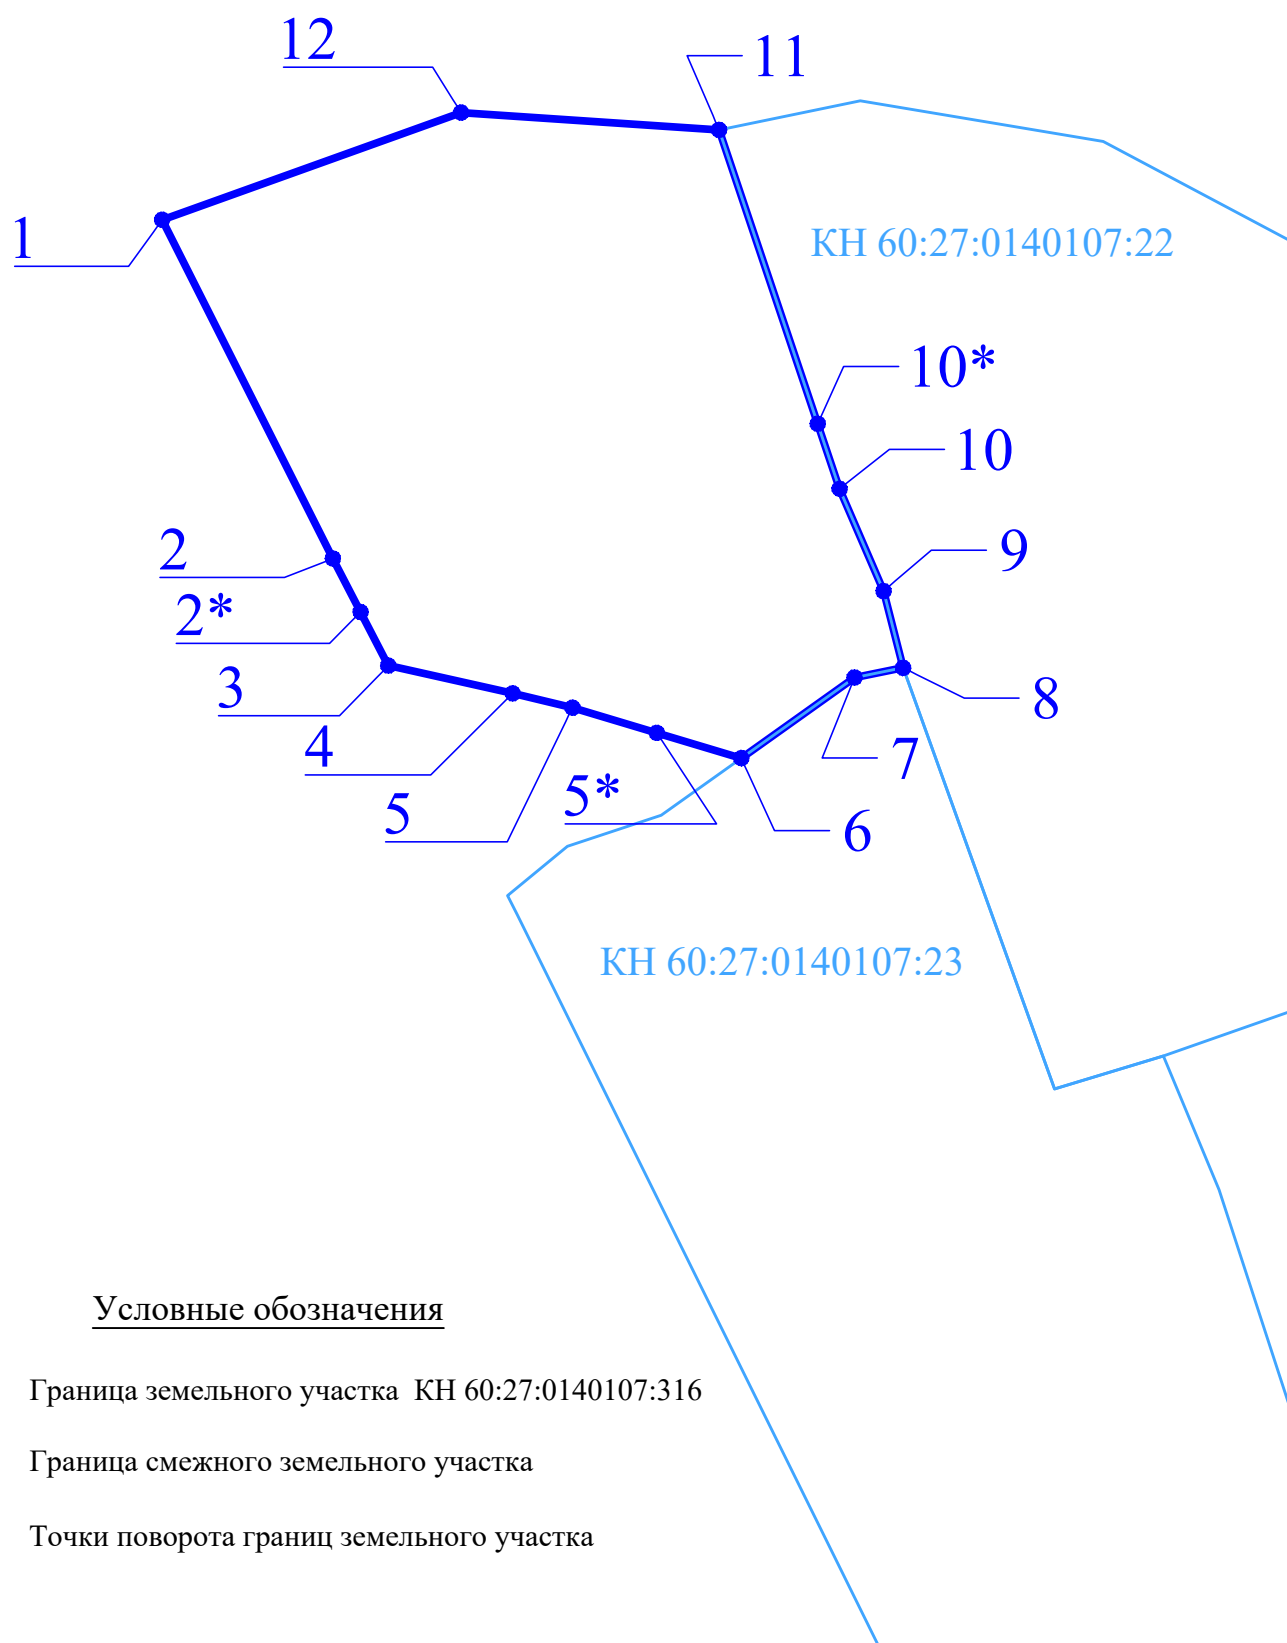 12
11
1
КН 60:27:0140107:22
10*
10
2
9
2*
3
8
4
7
5
5*
6
КН 60:27:0140107:23
Условные обозначения
Граница земельного участка КН 60:27:0140107:316
Граница смежного земельного участка
Точки поворота границ земельного участка